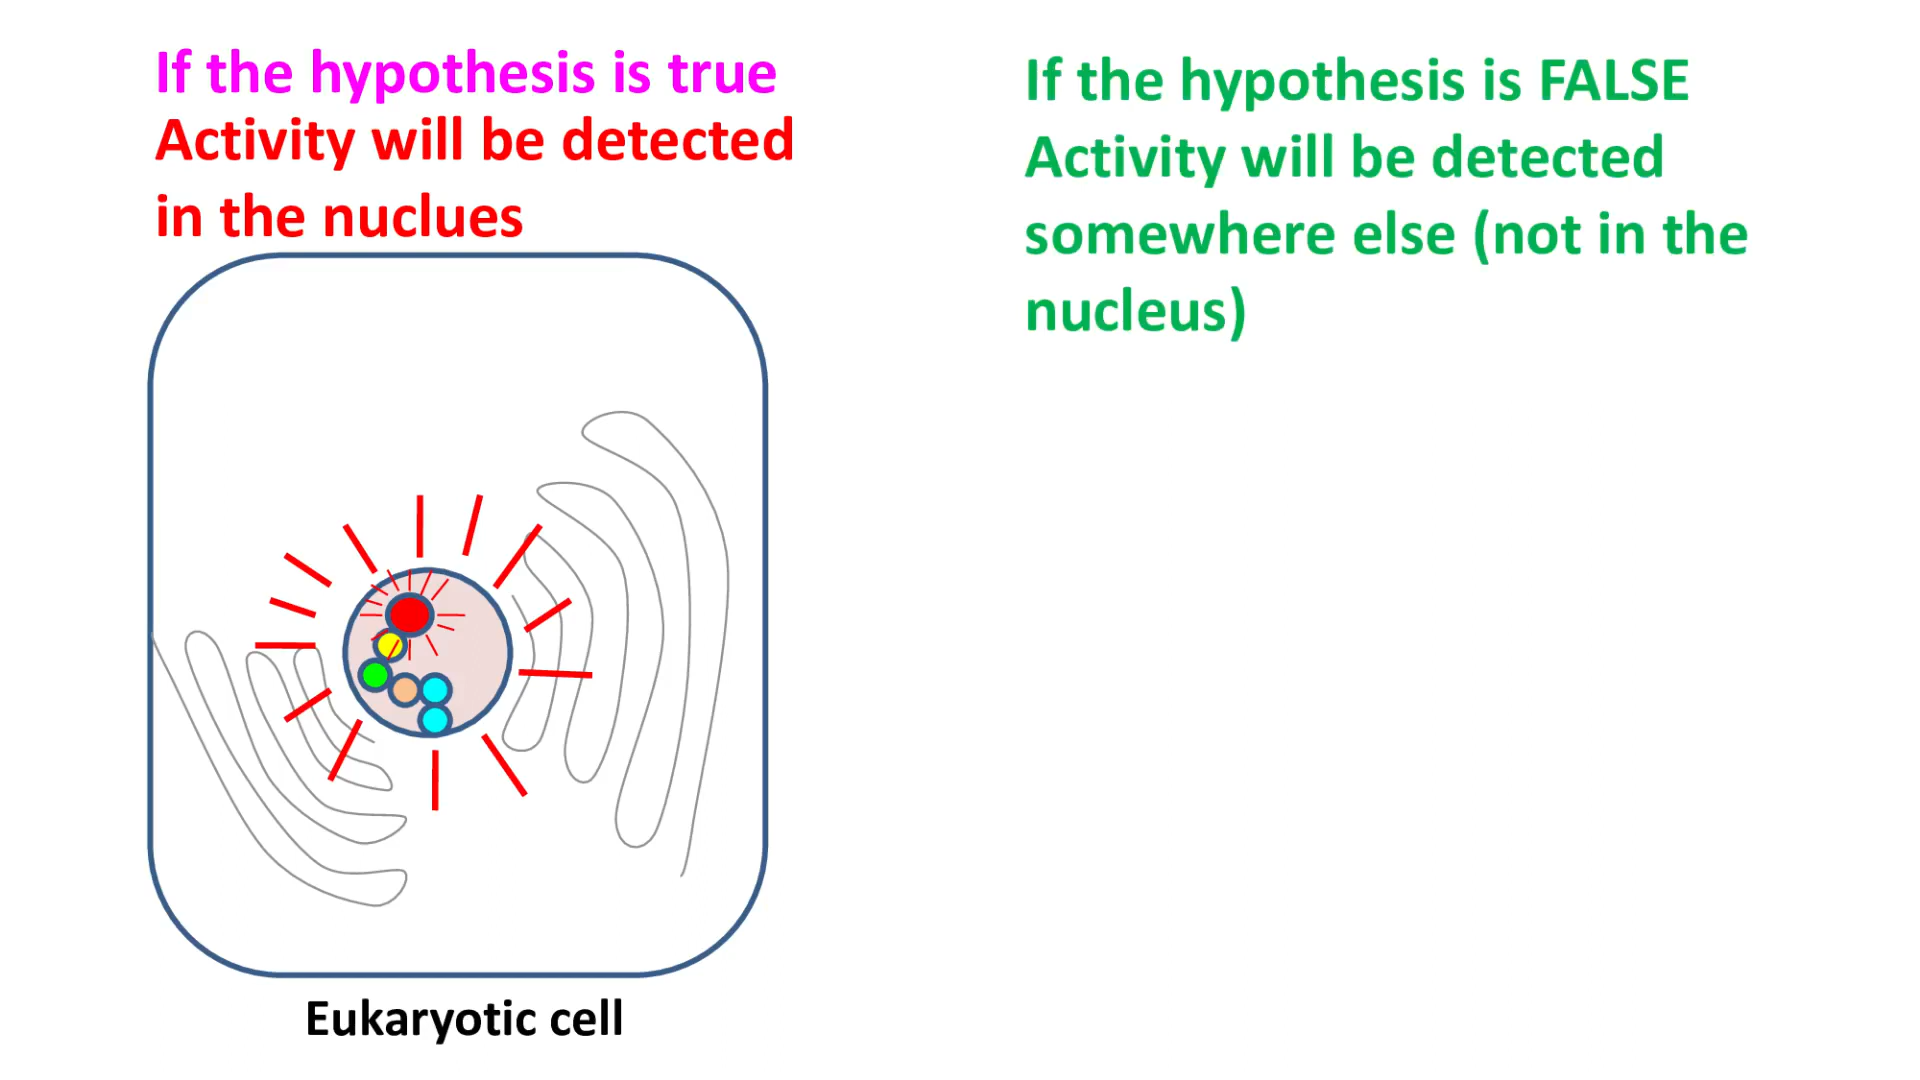 If the hypothesis is true
Activity will be detected
in the nuclues
If the hypothesis is FALSE
Activity will be detected
somewhere else (not in the
nucleus)
Eukaryotic cell